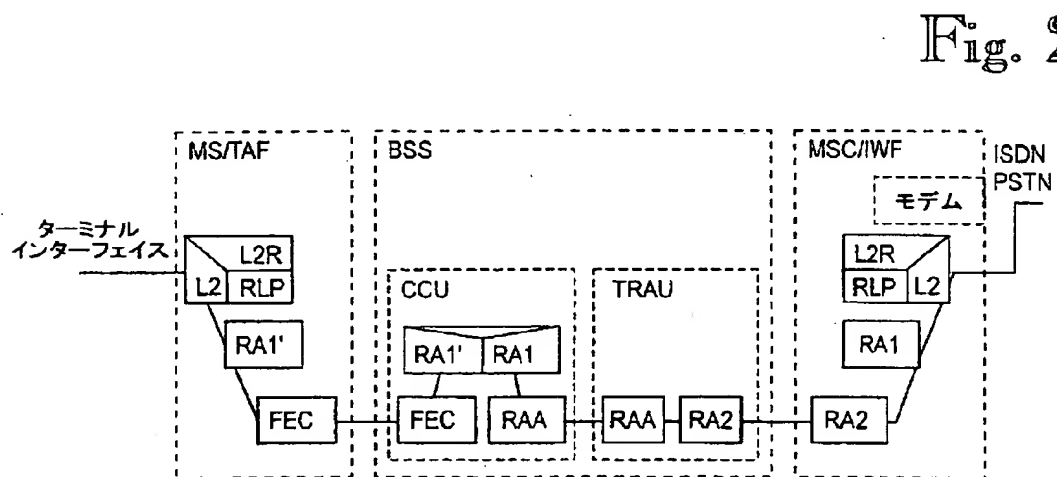 Fig.
MS/TAF
BSS
MSC/IWF
ISDN
PSTN
モデム
ターミナル
インターフェイス
L2R
L2
RLP
CCU
TRAU
L2R
RLP
L2
RA1'
RA1'
RA1
RA1
FEC
FEC
RAA
RAA
RA2
RA2